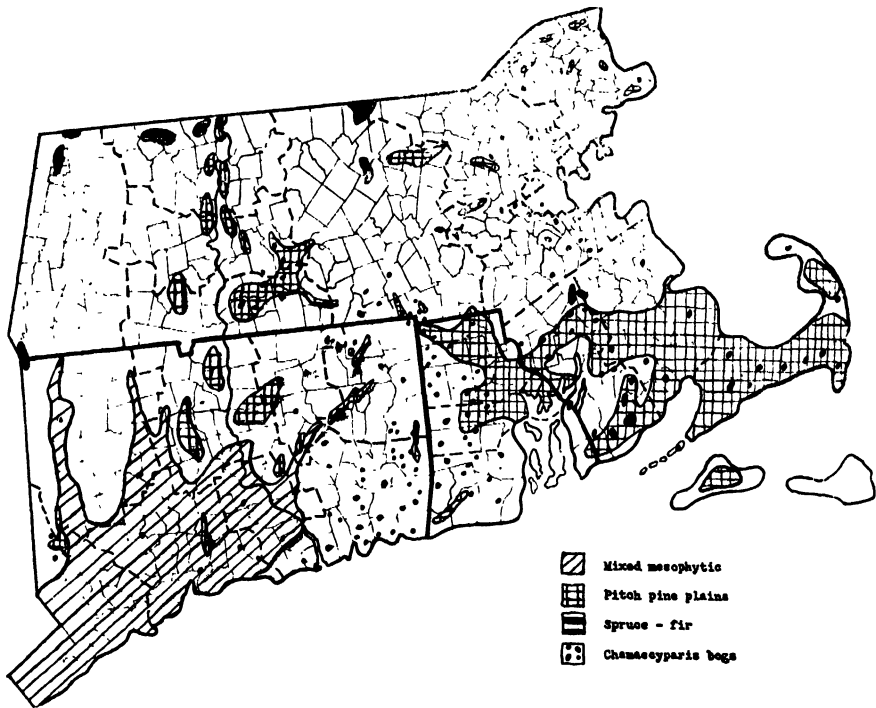 Mixed mesophytic
Pitch pine plains
Spruce - fir
Chamaecyparis bogs